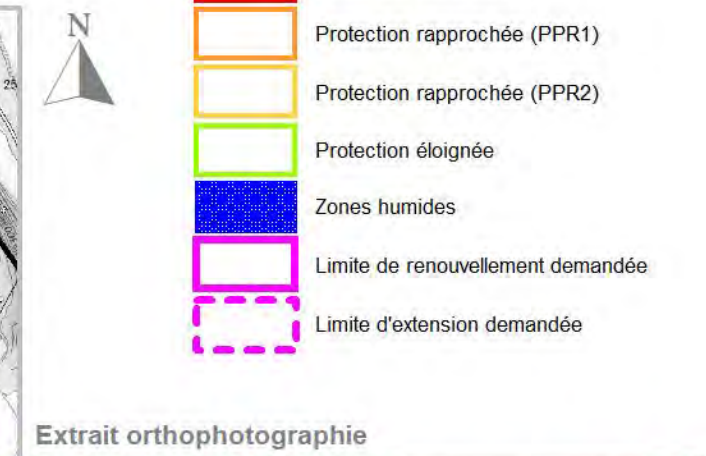 N
Protection rapprochée (PPR1)
25
Protection rapprochée (PPR2)
Protection éloignée
Zones humides
Limite de renouvellement demandée
Limite d'extension demandée
Extrait orthophotographie